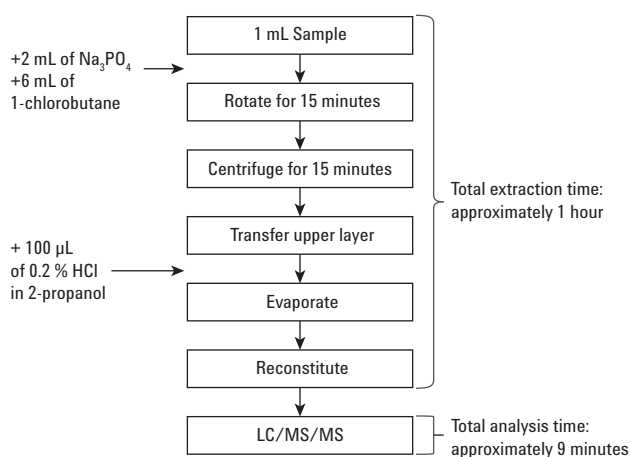 1 mL Sample
+2 mL of Na₃PO₄
+6 mL of
1-chlorobutane
Rotate for 15 minutes
Centrifuge for 15 minutes
Total extraction time:
approximately 1 hour
Transfer upper layer
+ 100 µL
of 0.2 % HCl
in 2-propanol
Evaporate
Reconstitute
LC/MS/MS
Total analysis time:
approximately 9 minutes